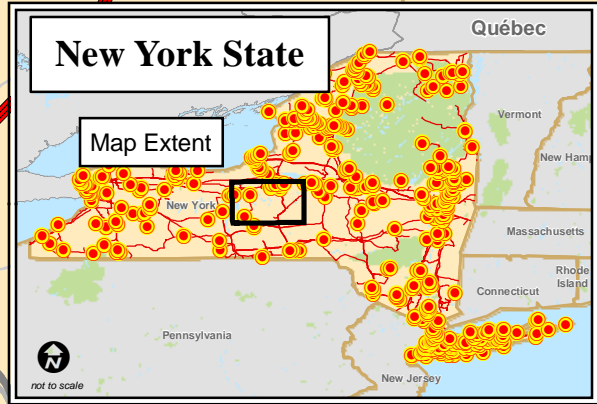 New York State
Québec
Map Extent
Vermont
New Hamp
New York
Massachusetts
Rhode
Island
Connecticut
Pennsylvania
New Jersey
N
not to scale